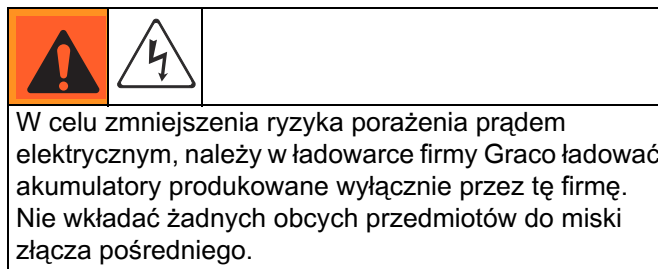 W celu zmniejszenia ryzyka porażenia prądem
elektrycznym, należy w ładowarce firmy Graco ładować
akumulatory produkowane wyłącznie przez tę firmę.
Nie wkładać żadnych obcych przedmiotów do miski
złącza pośredniego.